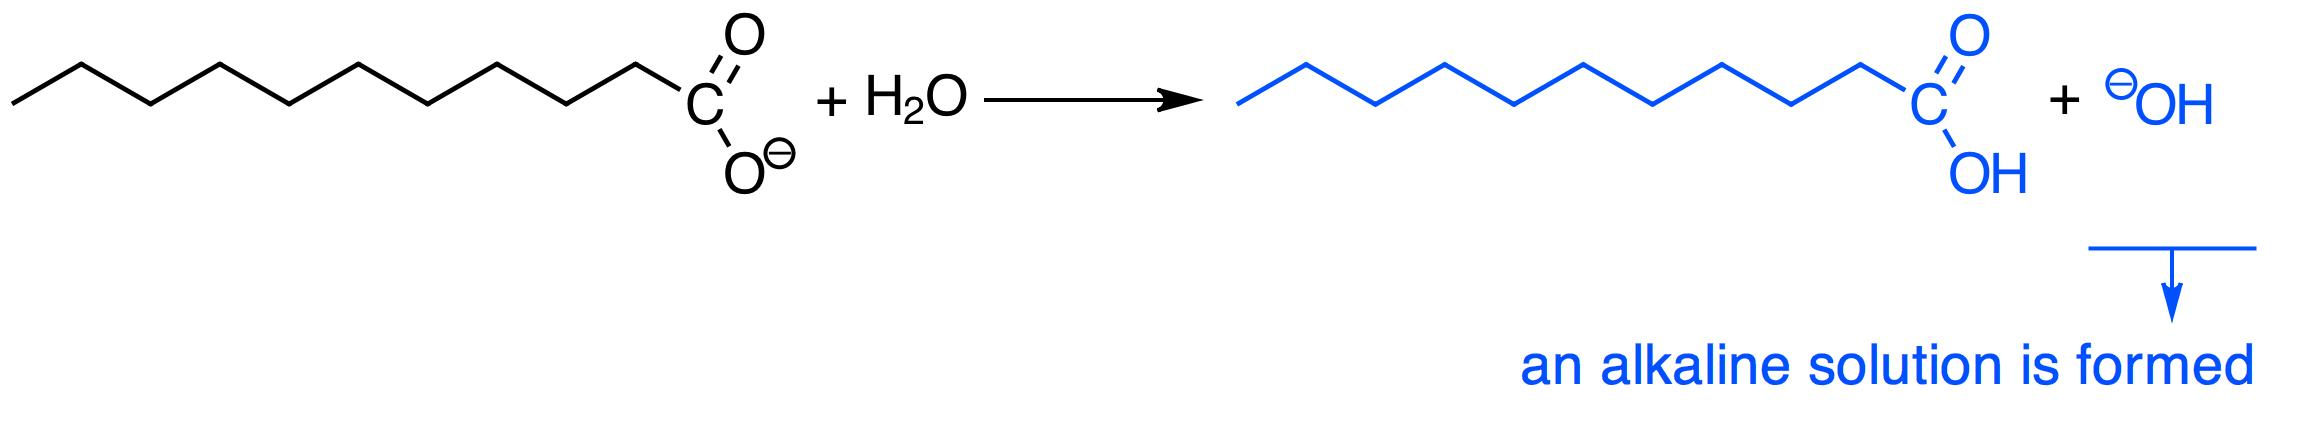 O O
C + H₂O C + ⊖OH
O⊖ OH
an alkaline solution is formed